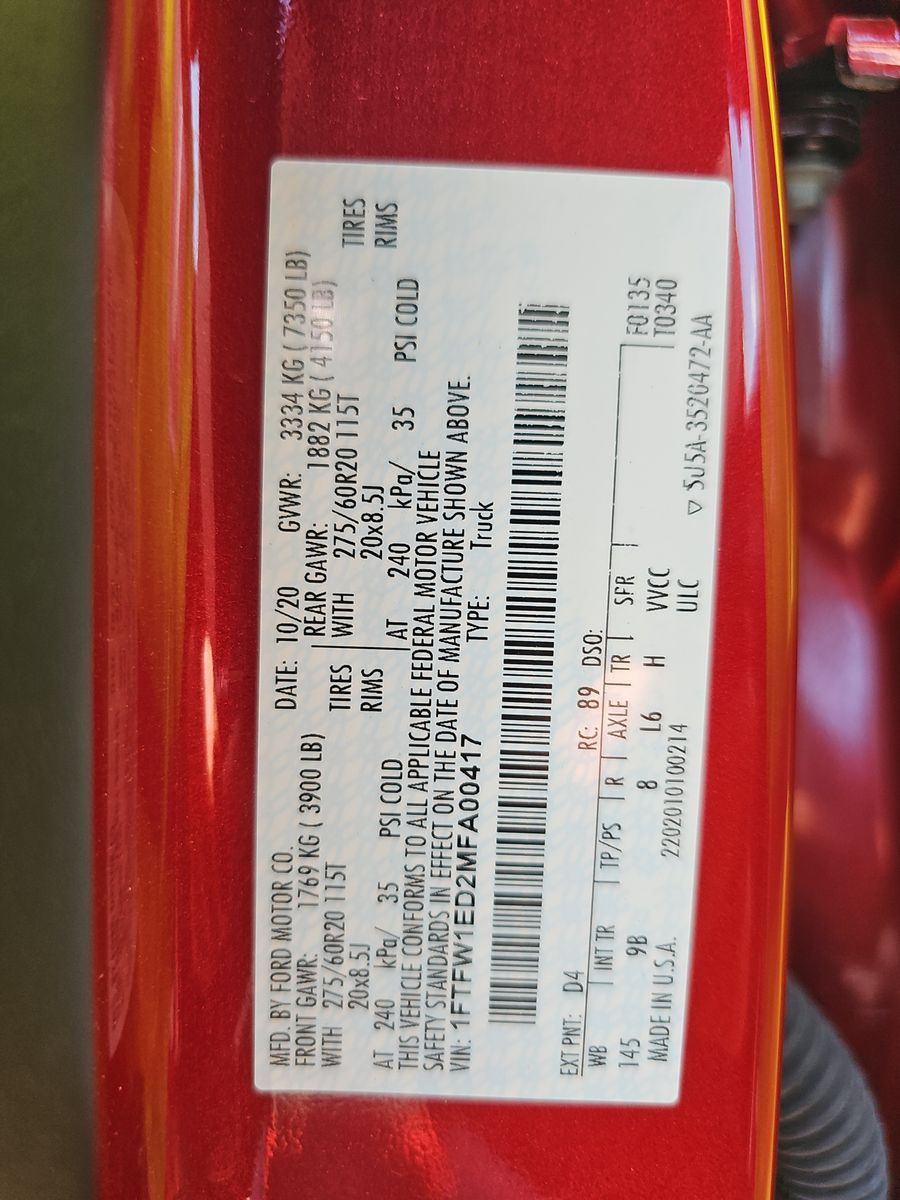 MFD. BY FORD MOTOR CO. DATE: 10/20 GVWR: 3334 KG ( 7350 LB)
FRONT GAWR: 1769 KG ( 3900 LB) REAR GAWR: 1882 KG ( 4150 LB)
WITH 275/60R20 115T TIRES WITH 275/60R20 115T TIRES
20x8.5J RIMS 20x8.5J RIMS
AT 240 kPa/ 35 PSI COLD AT 240 kPa/ 35 PSI COLD
THIS VEHICLE CONFORMS TO ALL APPLICABLE FEDERAL MOTOR VEHICLE
SAFETY STANDARDS IN EFFECT ON THE DATE OF MANUFACTURE SHOWN ABOVE.
VIN: 1FTFW1ED2MFA00417 TYPE: Truck
EXT PNT: D4 RC: 89 DSO:
WB INT TR TP/PS R AXLE TR SFR F0135
145 9B 8 L6 H VVCC T0340
MADE IN U.S.A. 2202010100214 ULC
▽ 5U5A-3520472-AA